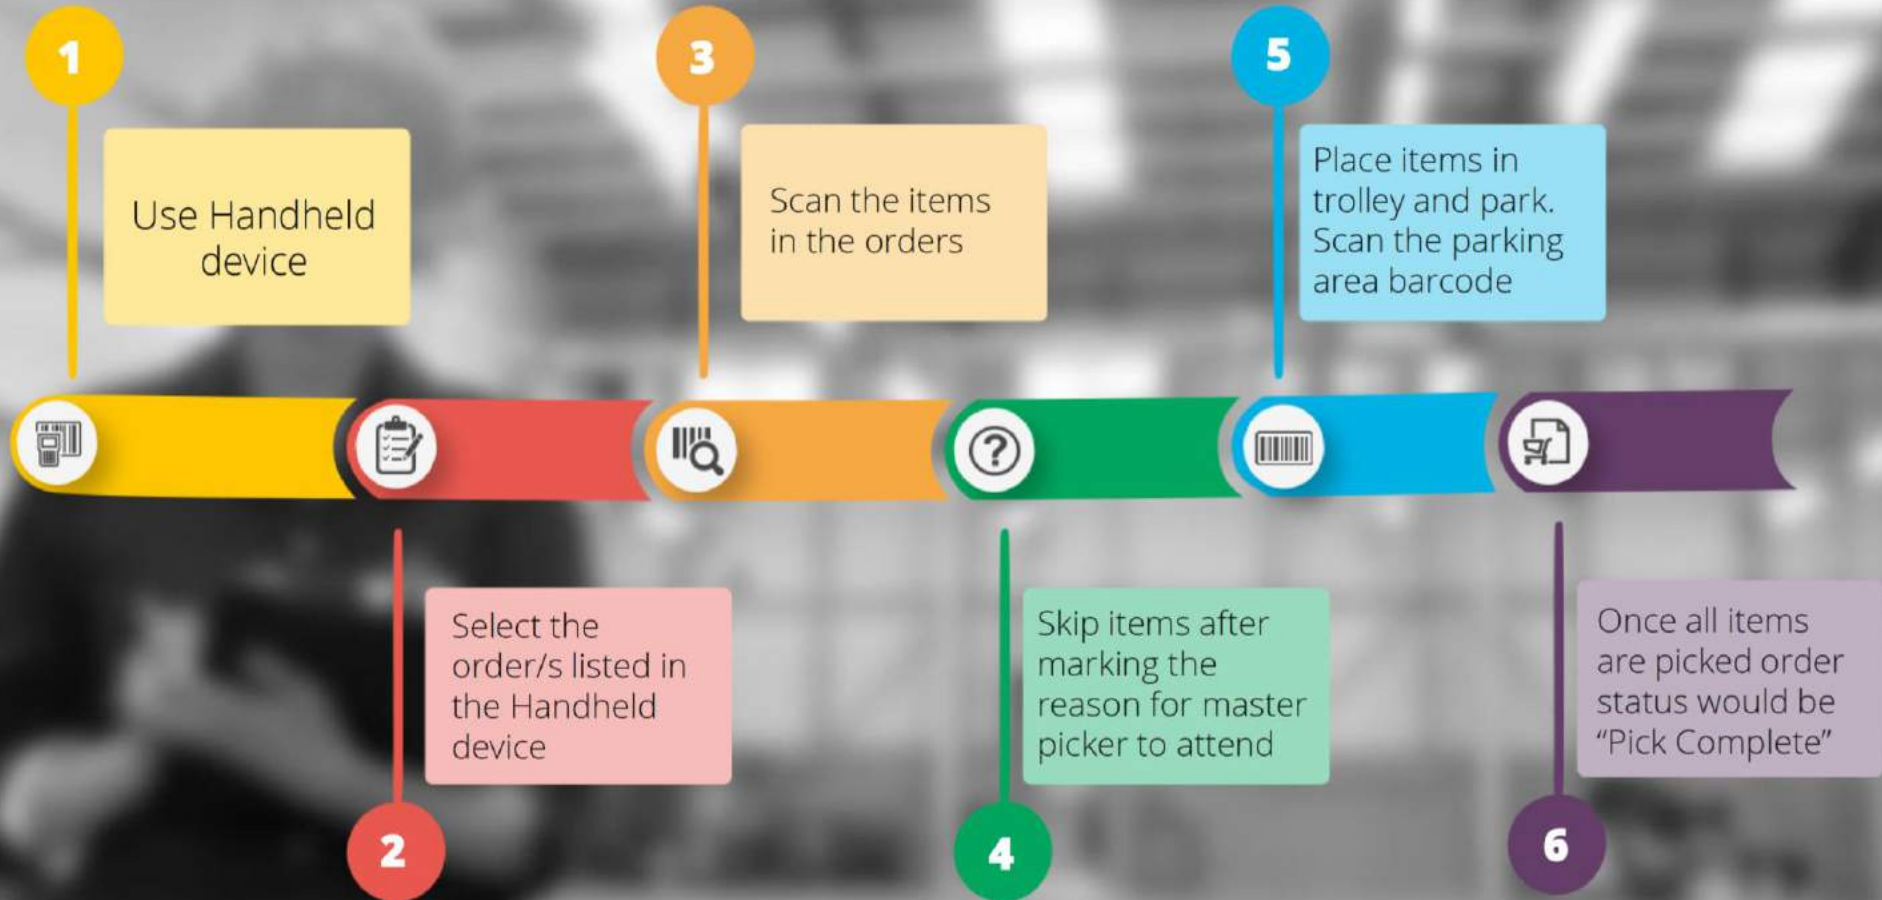 1
Use Handheld
device
2
Select the
order/s listed in
the Handheld
device
3
Scan the items
in the orders
4
Skip items after
marking the
reason for master
picker to attend
5
Place items in
trolley and park.
Scan the parking
area barcode
6
Once all items
are picked order
status would be
“Pick Complete”